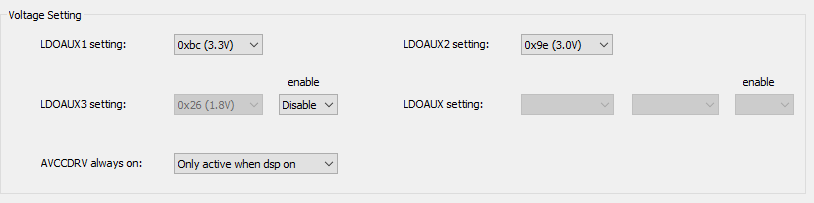 Voltage Setting
LDOAUX1 setting: 0xbc (3.3V) LDOAUX2 setting: 0x9e (3.0V)
enable enable
LDOAUX3 setting: 0x26 (1.8V) Disable LDOAUX setting:
AVCCDRV always on: Only active when dsp on